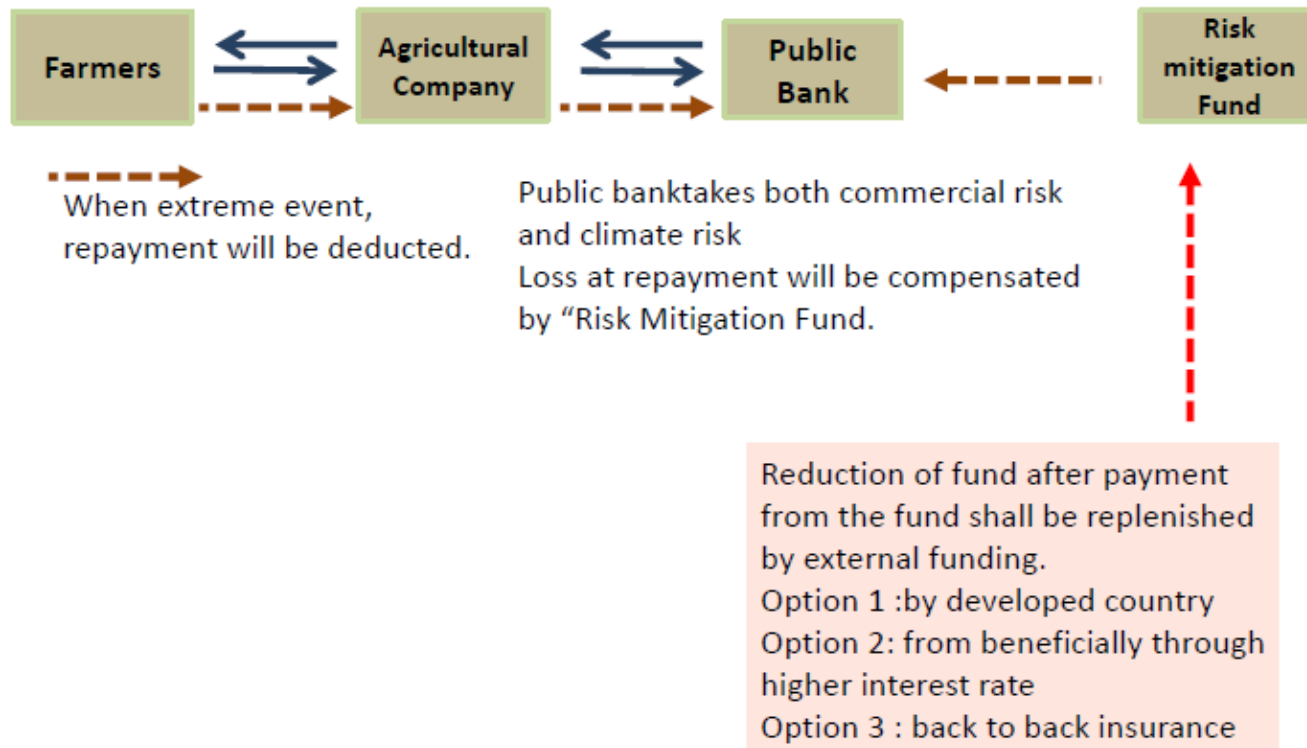 Farmers
Agricultural
Company
Public
Bank
Risk
mitigation
Fund
When extreme event,
repayment will be deducted.
Public banktakes both commercial risk
and climate risk
Loss at repayment will be compensated
by “Risk Mitigation Fund.
Reduction of fund after payment
from the fund shall be replenished
by external funding.
Option 1 :by developed country
Option 2: from beneficially through
higher interest rate
Option 3 : back to back insurance